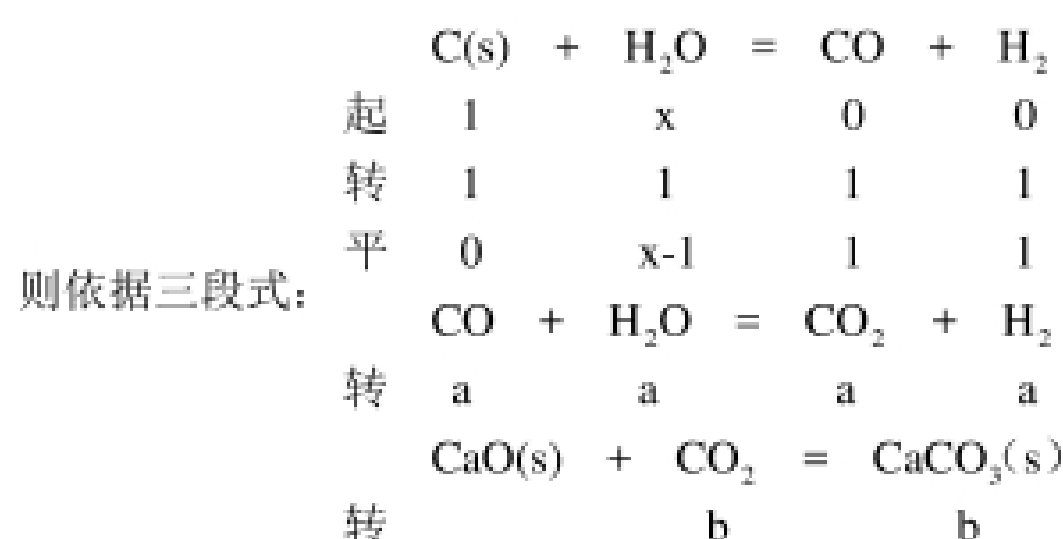 C(s) + H₂O = CO + H₂
起 1 x 0 0
转 1 1 1 1
平 0 x-1 1 1
则依据三段式:
CO + H₂O = CO₂ + H₂
转 a a a a
CaO(s) + CO₂ = CaCO₃(s)
转 b b